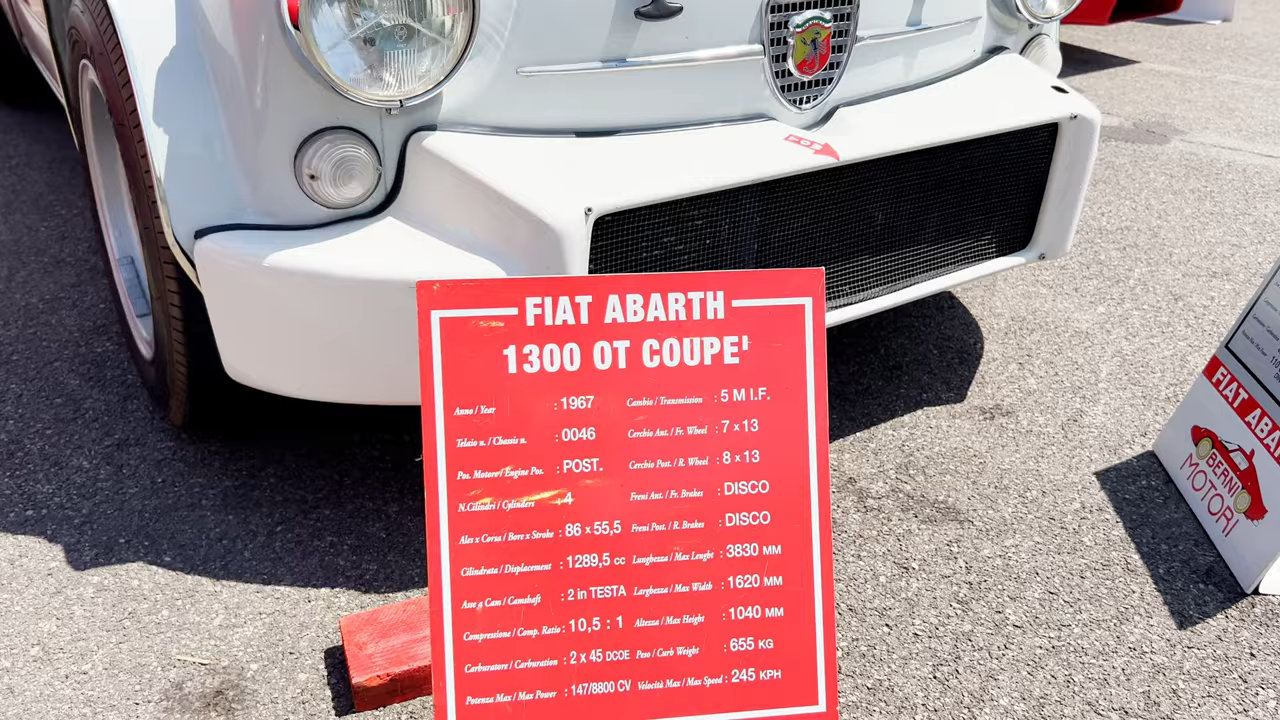 FIAT ABARTH
1300 OT COUPE'
Anno / Year : 1967
Telaio n. / Chassis n. : 0046
Pos. Motore / Engine Pos. : POST.
N.Cilindri / Cylinders : 4
Ales x Corsa / Bore x Stroke : 86 x 55,5
Cilindrata / Displacement : 1289,5 cc
Asse a Cam / Camshaft : 2 in TESTA
Compressione / Comp. Ratio : 10,5 : 1
Carburatore / Carburation : 2 x 45 DCOE
Potenza Max / Max Power : 147/8800 CV
Cambio / Transmission : 5 M I.F.
Cerchio Ant. / Fr. Wheel : 7 x 13
Cerchio Post. / R. Wheel : 8 x 13
Freni Ant. / Fr. Brakes : DISCO
Freni Post. / R. Brakes : DISCO
Lunghezza / Max Lenght : 3830 MM
Larghezza / Max Width : 1620 MM
Altezza / Max Height : 1040 MM
Peso / Curb Weight : 655 KG
Velocità Max / Max Speed : 245 KPH
FIAT ABA
BERNI
MOTORI